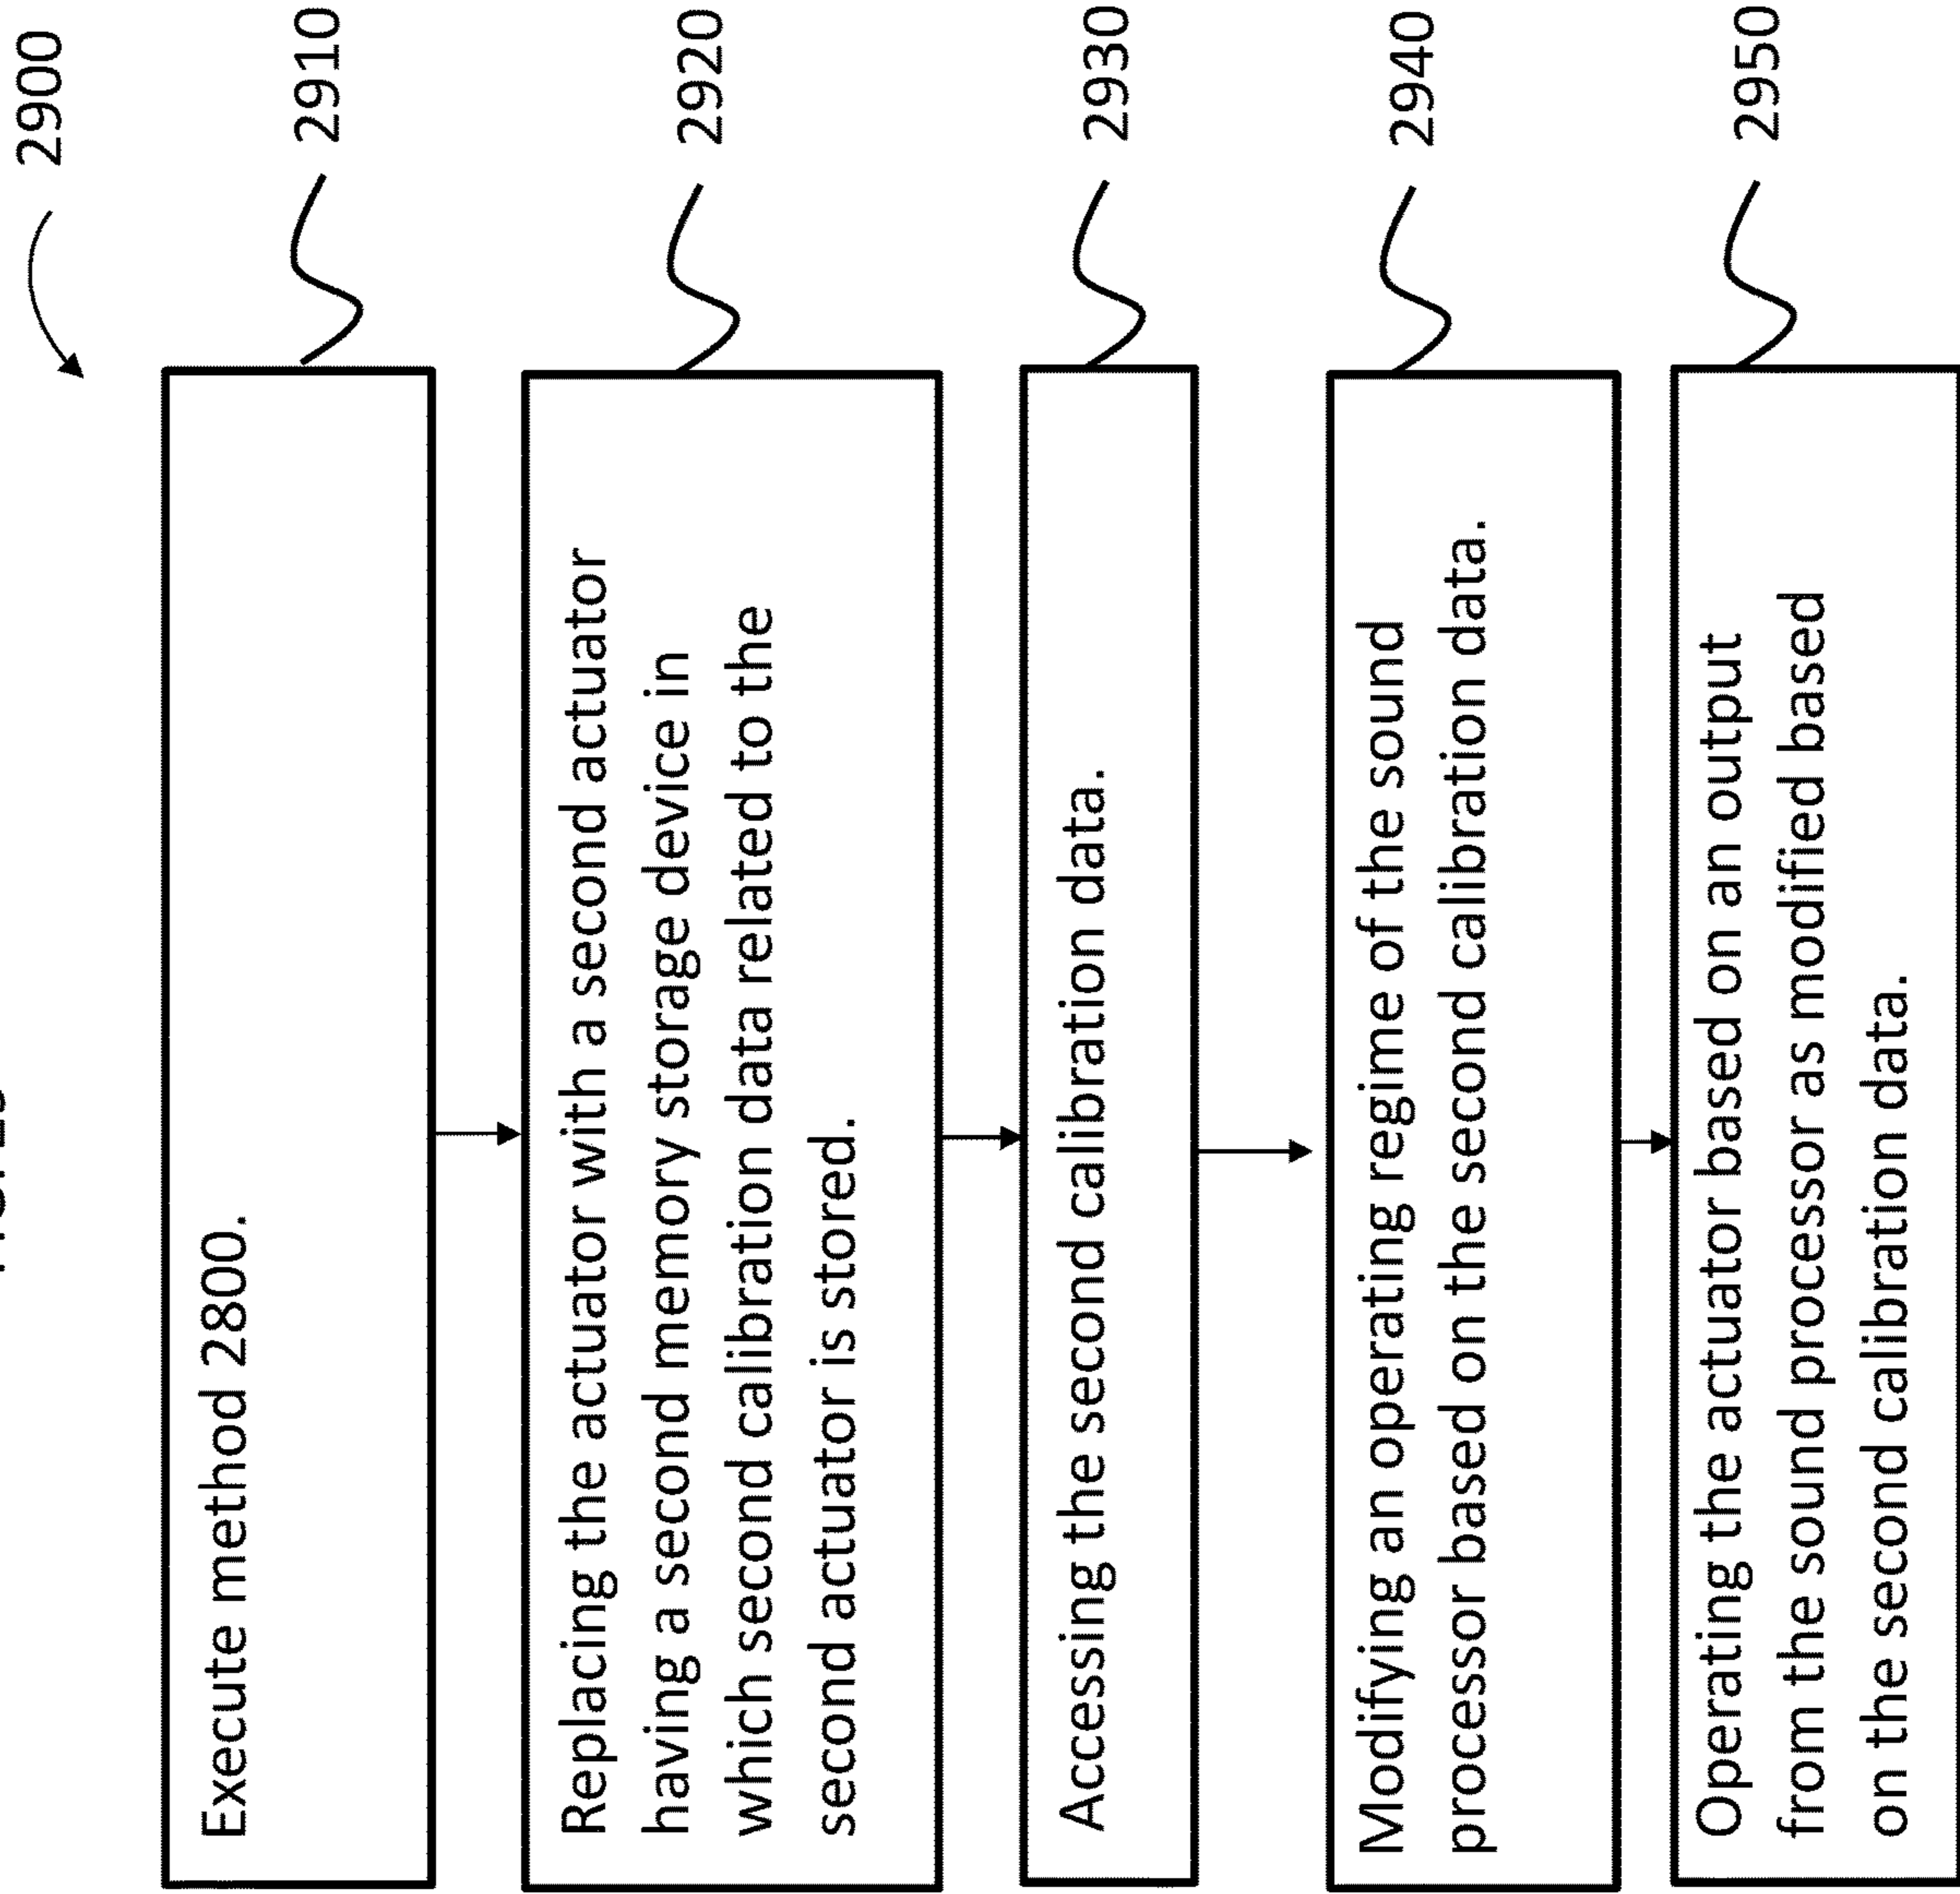 2900
Execute method 2800.
2910
Replacing the actuator with a second actuator
having a second memory storage device in
which second calibration data related to the
second actuator is stored.
2920
Accessing the second calibration data.
2930
Modifying an operating regime of the sound
processor based on the second calibration data.
2940
Operating the actuator based on an output
from the sound processor as modified based
on the second calibration data.
2950